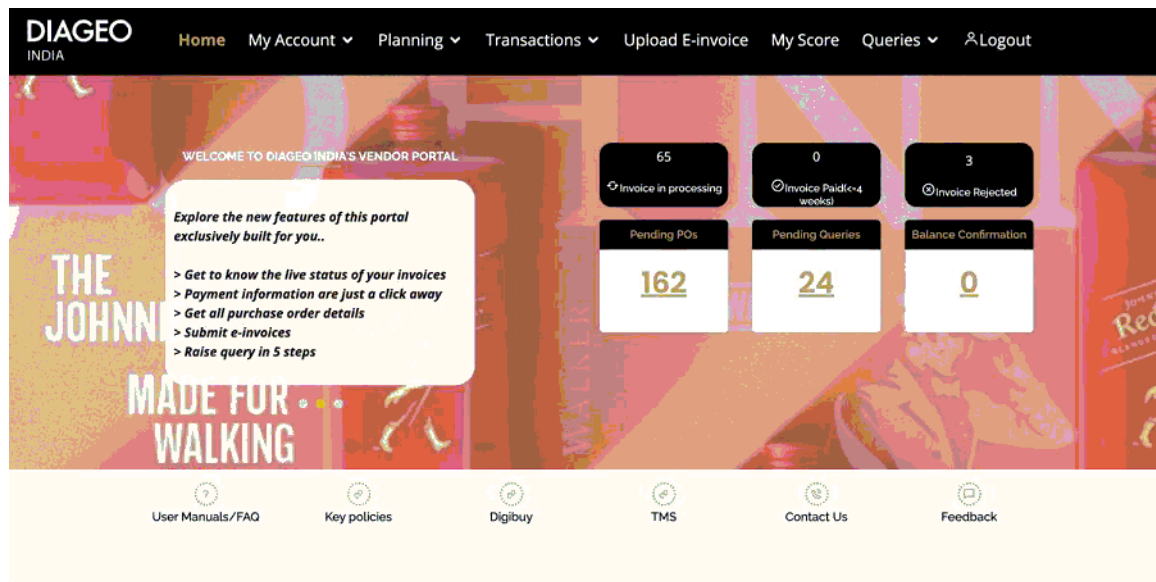 DIAGEO
INDIA
Home My Account Planning Transactions Upload E-invoice My Score Queries Logout
WELCOME TO DIAGEO INDIA'S VENDOR PORTAL
Explore the new features of this portal
exclusively built for you..
> Get to know the live status of your invoices
> Payment information are just a click away
> Get all purchase order details
> Submit e-invoices
> Raise query in 5 steps
65
Invoice in processing
0
Invoice Paid(<=4
weeks)
3
Invoice Rejected
Pending POs
162
Pending Queries
24
Balance Confirmation
0
THE
MADE FOR
WALKING
WALKER
Red
User Manuals/FAQ Key policies Digibuy TMS Contact Us Feedback